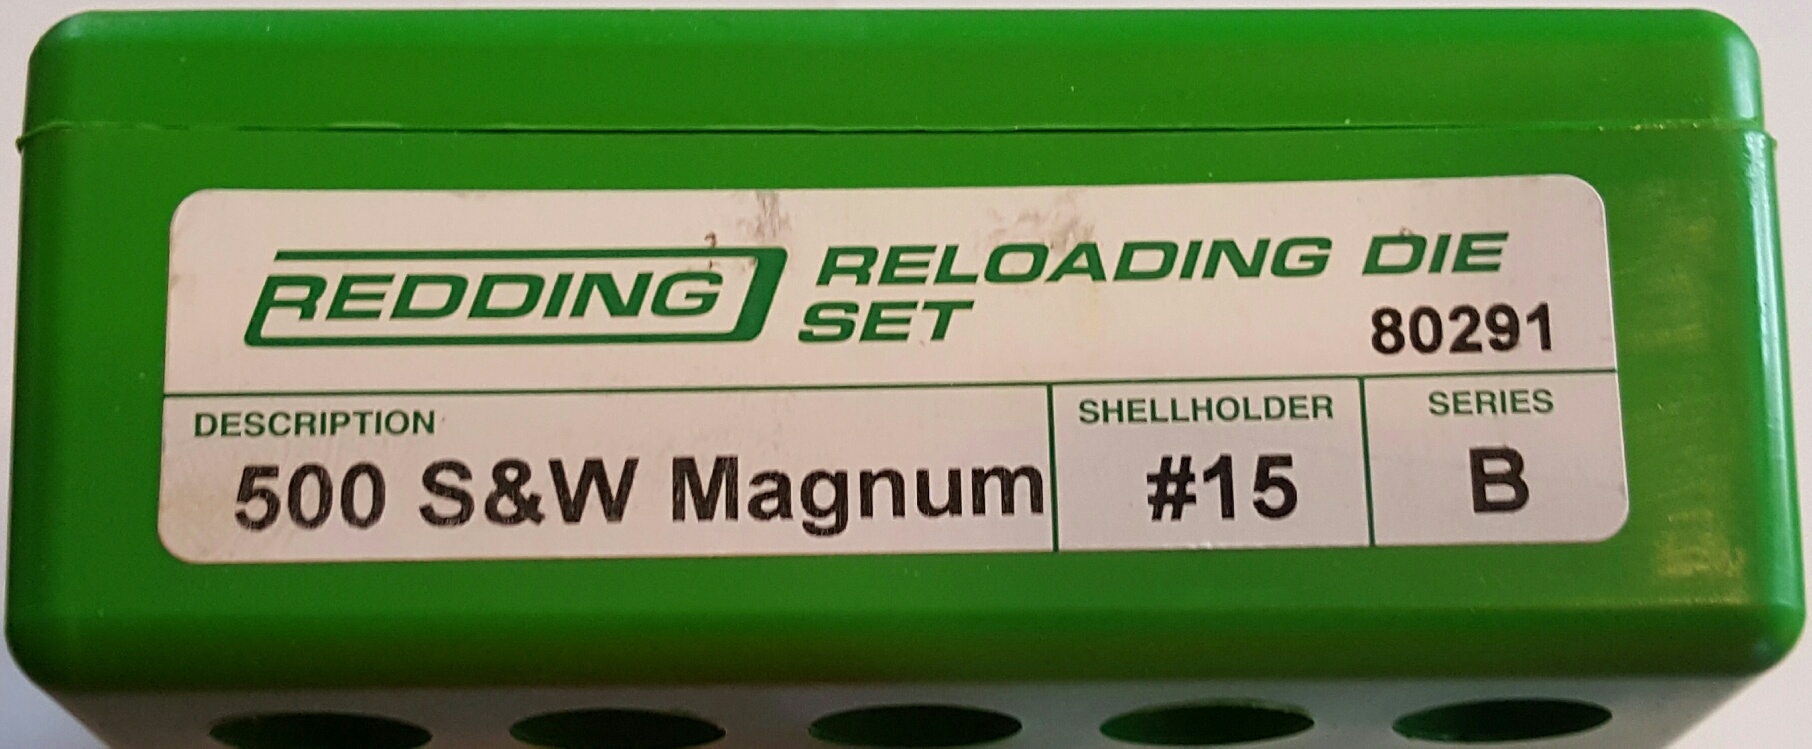 REDDING RELOADING DIE
SET
80291
DESCRIPTION SHELLHOLDER SERIES
500 S&W Magnum #15 B